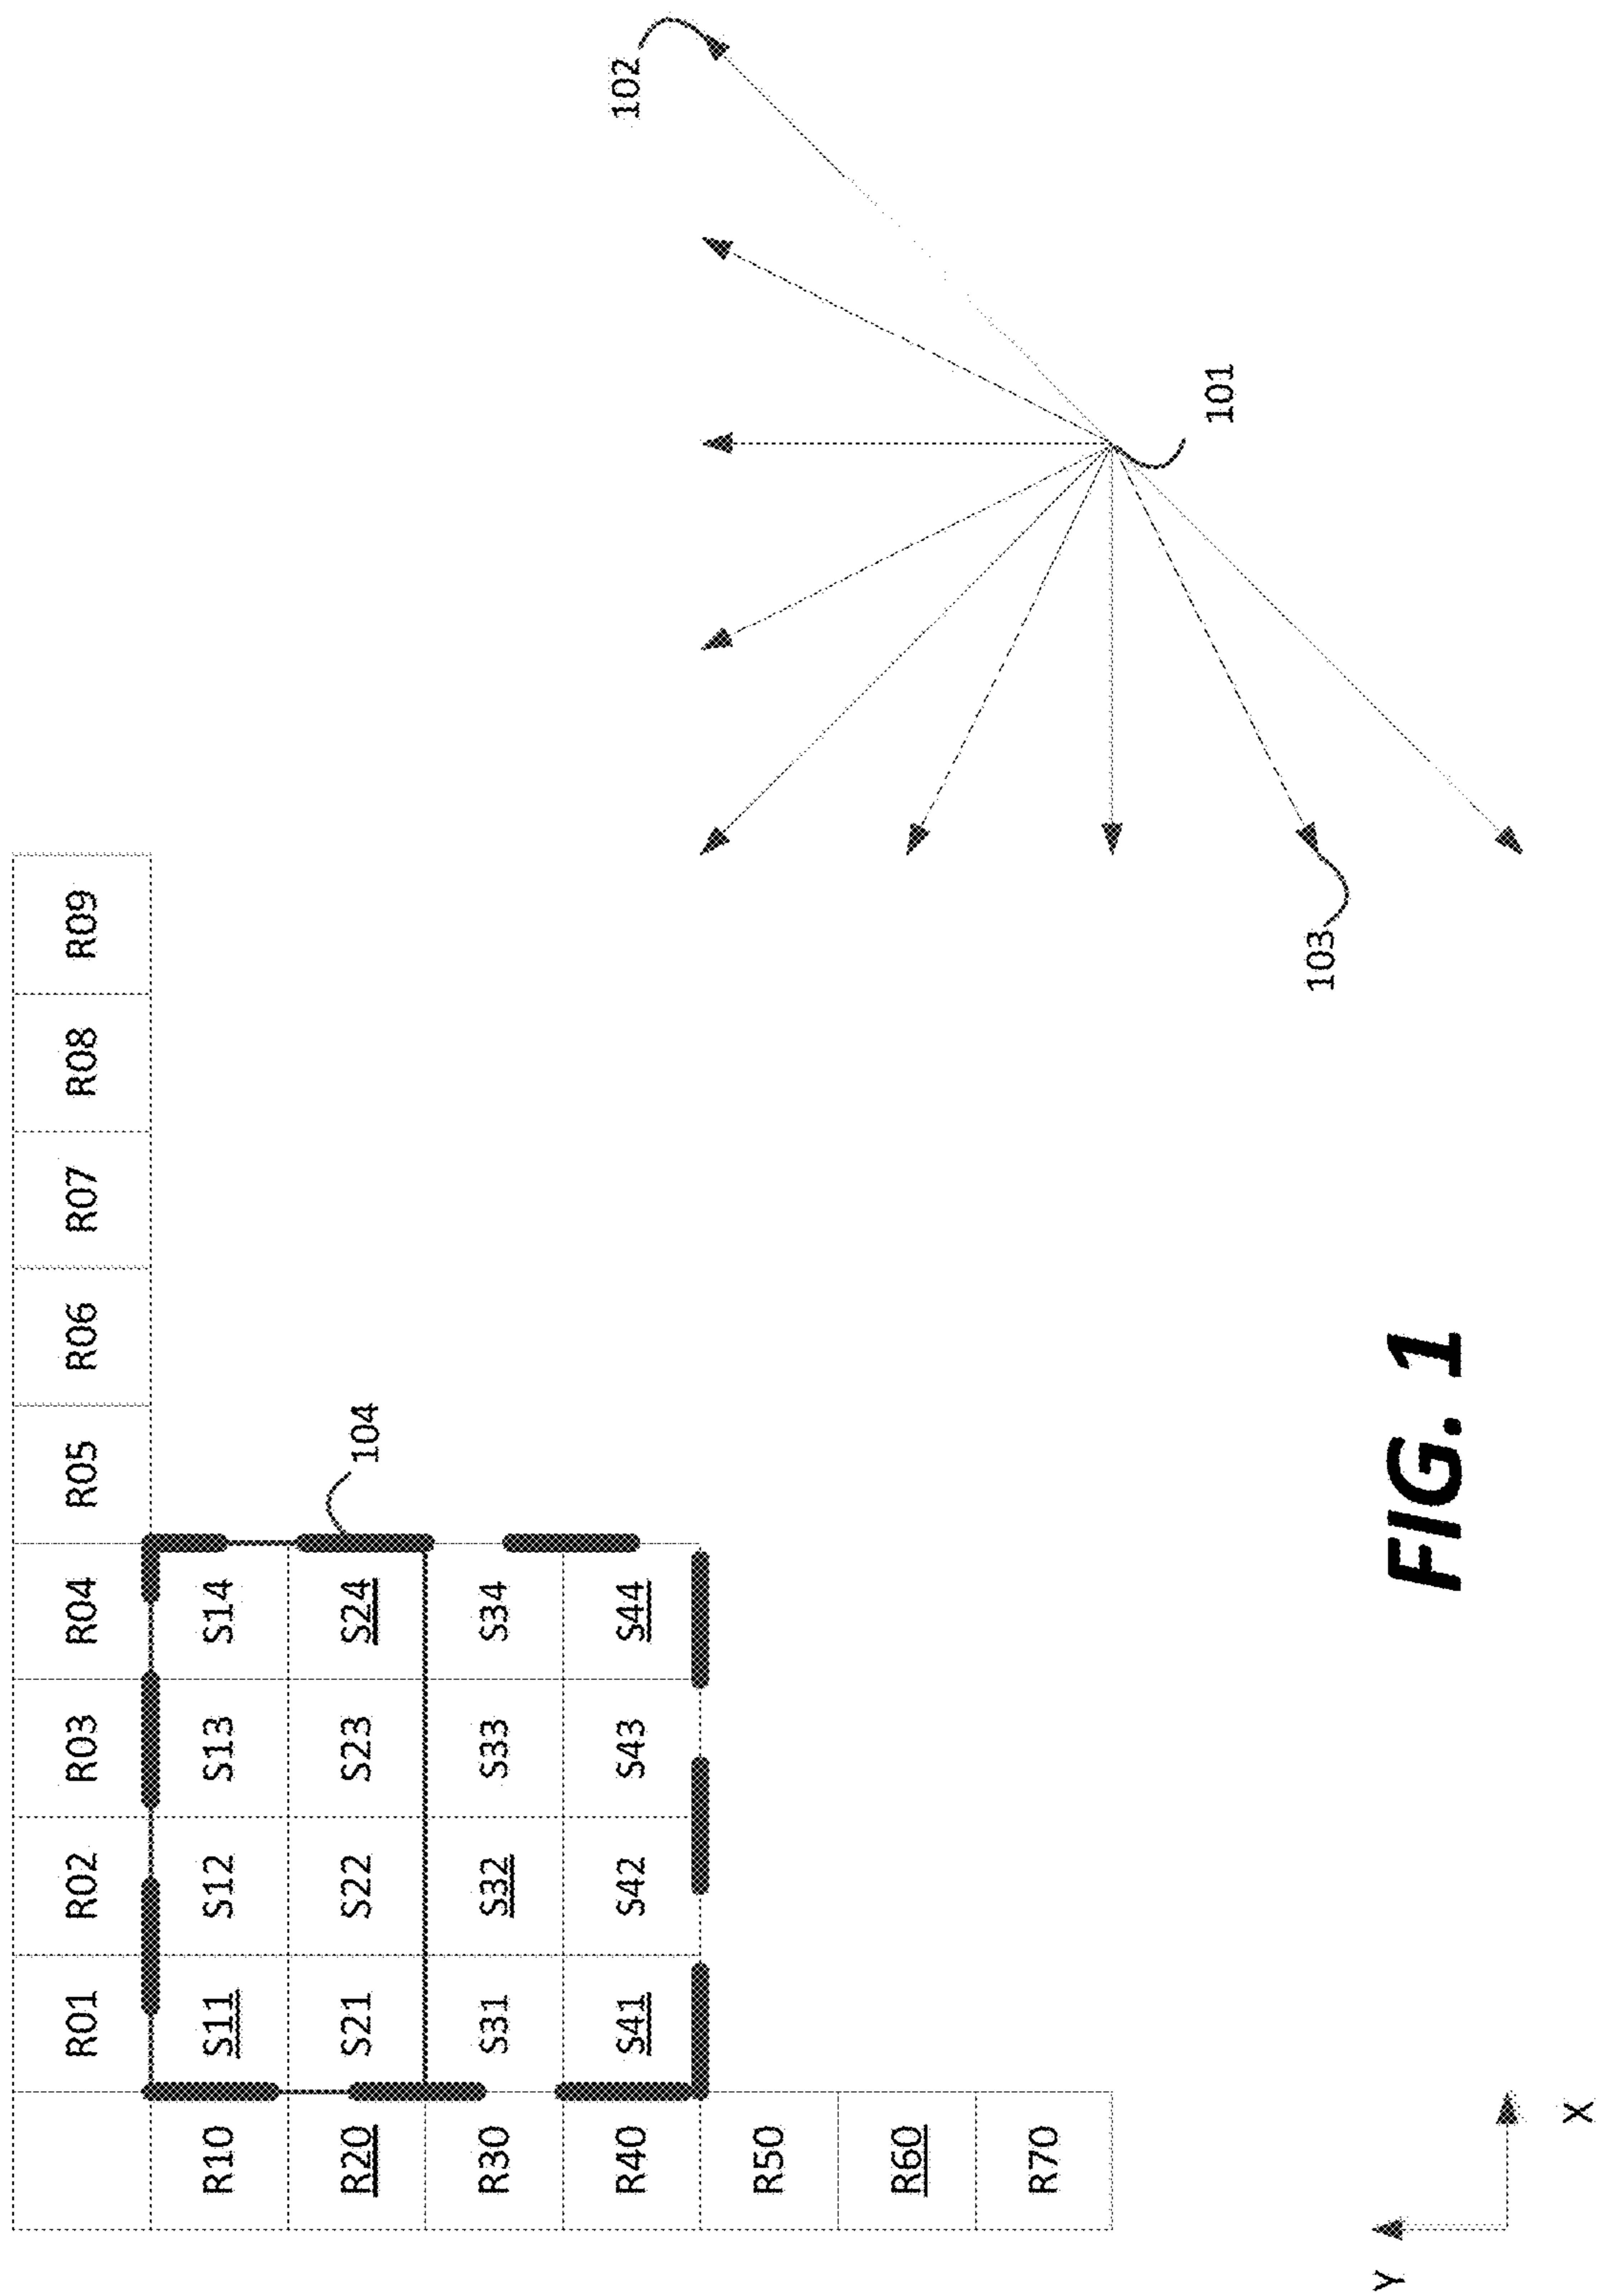 R01 R02 R03 R04 R05 R06 R07 R08 R09
R10 S11 S12 S13 S14
R20 S21 S22 S23 S24
104
R30 S31 S32 S33 S34
R40 S41 S42 S43 S44
R50
R60
R70
102
101
103
Y
X
FIG. 1